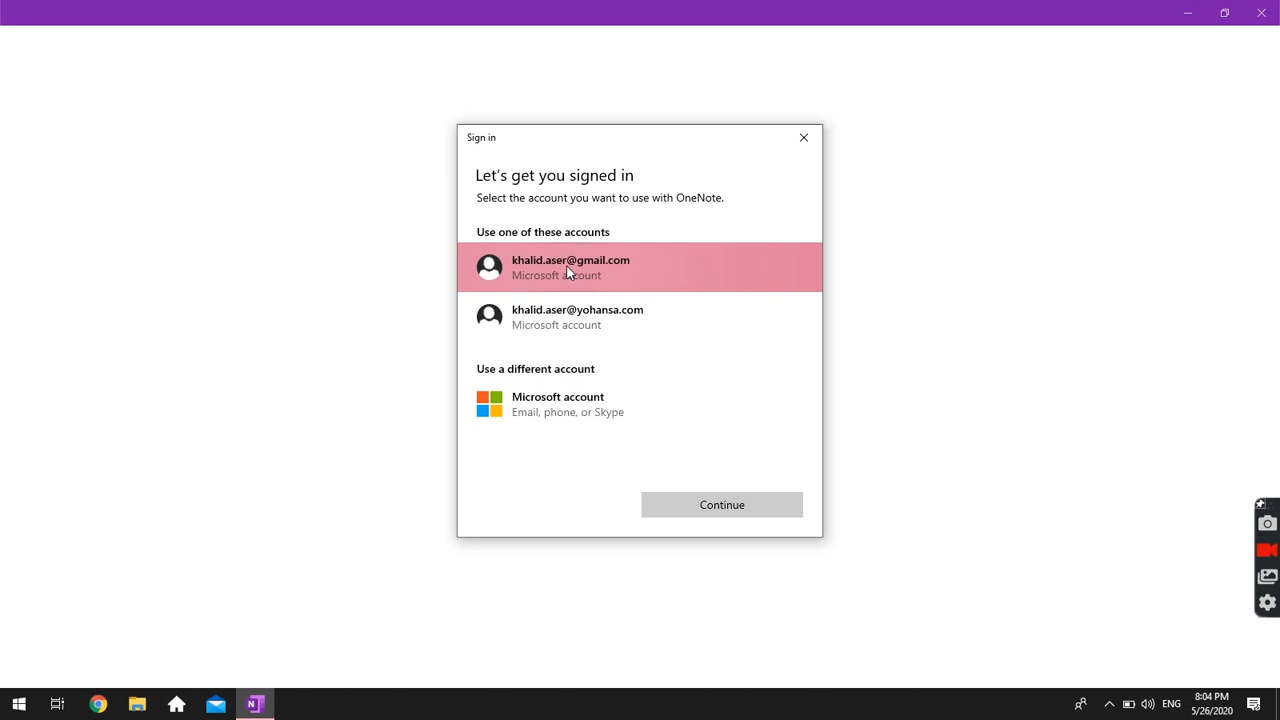 Sign in
Let's get you signed in
Select the account you want to use with OneNote.
Use one of these accounts
khalid.aser@gmail.com
Microsoft account
khalid.aser@yohansa.com
Microsoft account
Use a different account
Microsoft account
Email, phone, or Skype
Continue
N
ENG
8:04 PM
5/26/2020